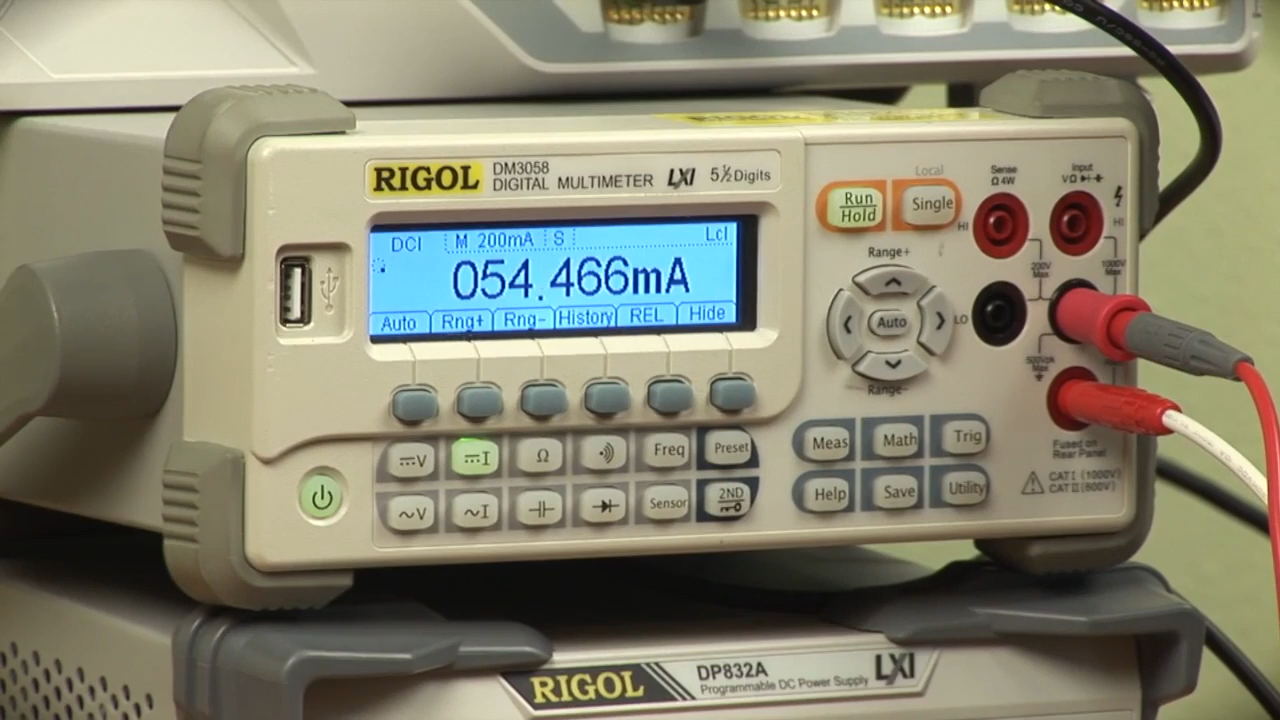 RIGOL DM3058 DIGITAL MULTIMETER LXI 5½ Digits
DCI M 200mA S Lcl
054.466mA
Auto Rng+ Rng- History REL Hide
⎓V ⎓I Ω Freq Preset
~V ~I Sensor 2ND
Local
Run Hold Single
Range+
Auto
Range-
Meas Math Trig
Help Save Utility
Sense Ω 4W
Input VΩ
HI HI
200V Max
1000V Max
LO
500Vpk Max
Fused on Rear Panel
CAT I (1000V)
CAT II (600V)
RIGOL DP832A Programmable DC Power Supply LXI